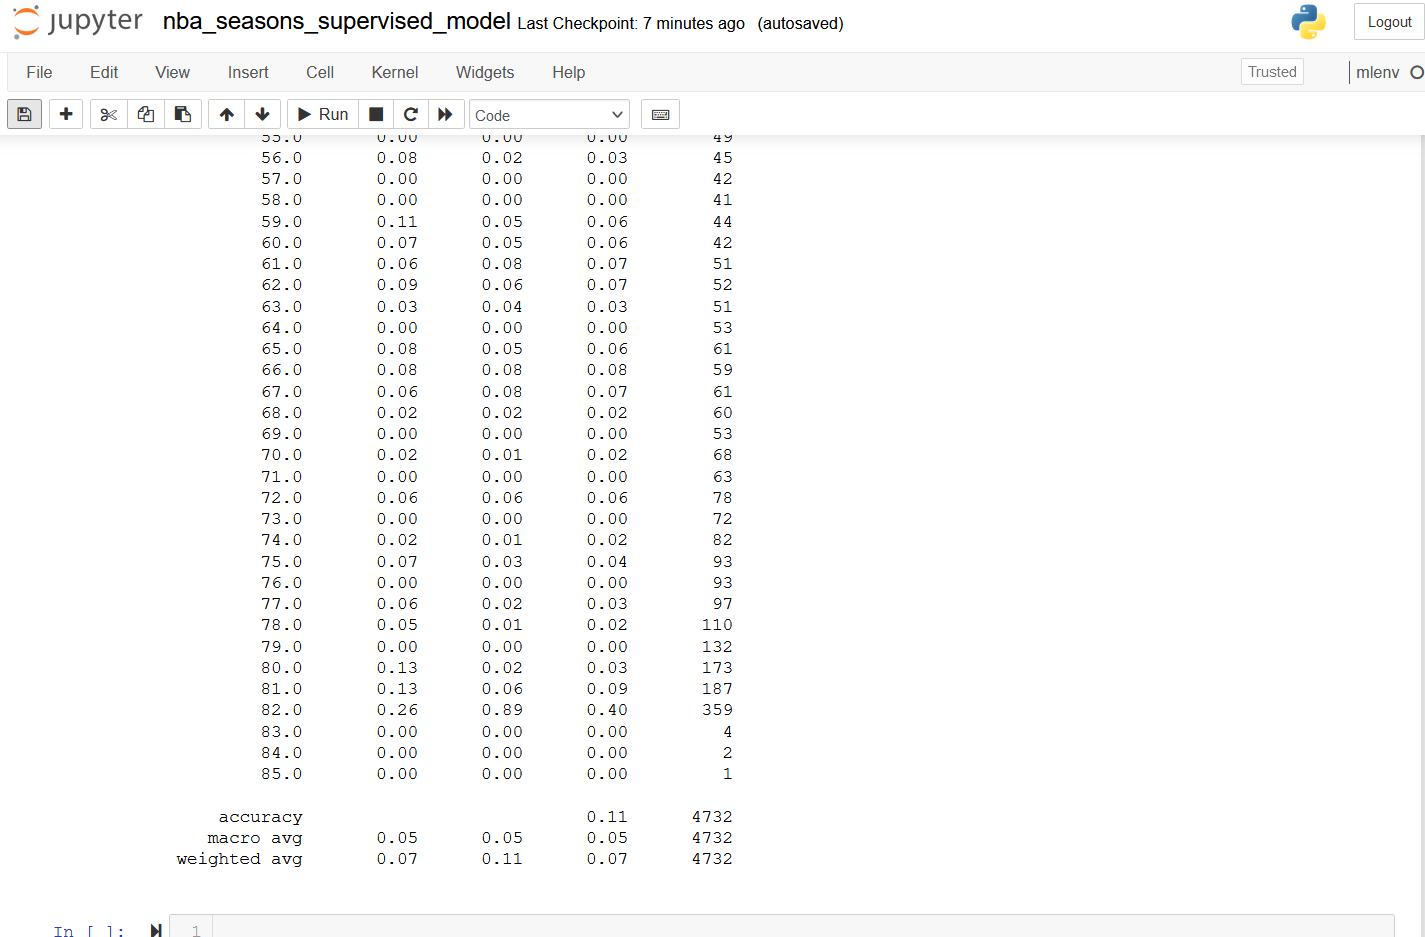 jupyter nba_seasons_supervised_model Last Checkpoint: 7 minutes ago (autosaved) Logout
File Edit View Insert Cell Kernel Widgets Help Trusted mlenv
Run Code
55.0 0.00 0.00 0.00 49
56.0 0.08 0.02 0.03 45
57.0 0.00 0.00 0.00 42
58.0 0.00 0.00 0.00 41
59.0 0.11 0.05 0.06 44
60.0 0.07 0.05 0.06 42
61.0 0.06 0.08 0.07 51
62.0 0.09 0.06 0.07 52
63.0 0.03 0.04 0.03 51
64.0 0.00 0.00 0.00 53
65.0 0.08 0.05 0.06 61
66.0 0.08 0.08 0.08 59
67.0 0.06 0.08 0.07 61
68.0 0.02 0.02 0.02 60
69.0 0.00 0.00 0.00 53
70.0 0.02 0.01 0.02 68
71.0 0.00 0.00 0.00 63
72.0 0.06 0.06 0.06 78
73.0 0.00 0.00 0.00 72
74.0 0.02 0.01 0.02 82
75.0 0.07 0.03 0.04 93
76.0 0.00 0.00 0.00 93
77.0 0.06 0.02 0.03 97
78.0 0.05 0.01 0.02 110
79.0 0.00 0.00 0.00 132
80.0 0.13 0.02 0.03 173
81.0 0.13 0.06 0.09 187
82.0 0.26 0.89 0.40 359
83.0 0.00 0.00 0.00 4
84.0 0.00 0.00 0.00 2
85.0 0.00 0.00 0.00 1
accuracy 0.11 4732
macro avg 0.05 0.05 0.05 4732
weighted avg 0.07 0.11 0.07 4732
In [ ]: 1